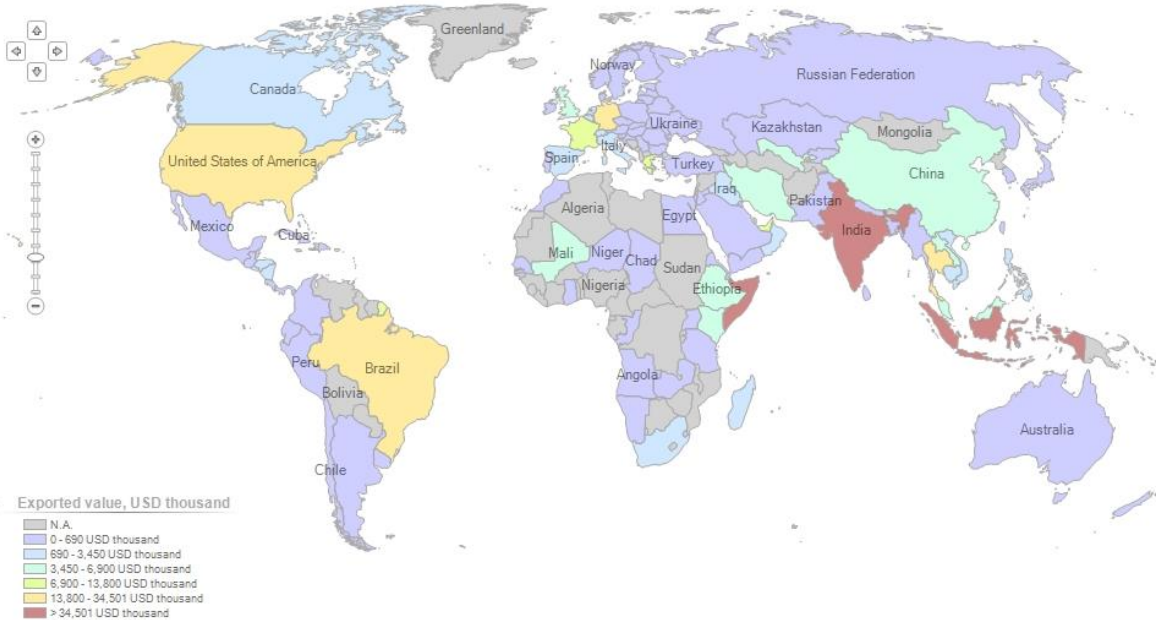 Greenland
Norway
Russian Federation
Canada
Ukraine
Kazakhstan
Mongolia
United States of America
Spain
Italy
Turkey
China
Iraq
Pakistan
Algeria
Egypt
India
Mexico
Cuba
Mali
Niger
Chad
Sudan
Nigeria
Ethiopia
Peru
Brazil
Bolivia
Angola
Australia
Chile
Exported value, USD thousand
N.A.
0 - 690 USD thousand
690 - 3,450 USD thousand
3,450 - 6,900 USD thousand
6,900 - 13,800 USD thousand
13,800 - 34,501 USD thousand
> 34,501 USD thousand